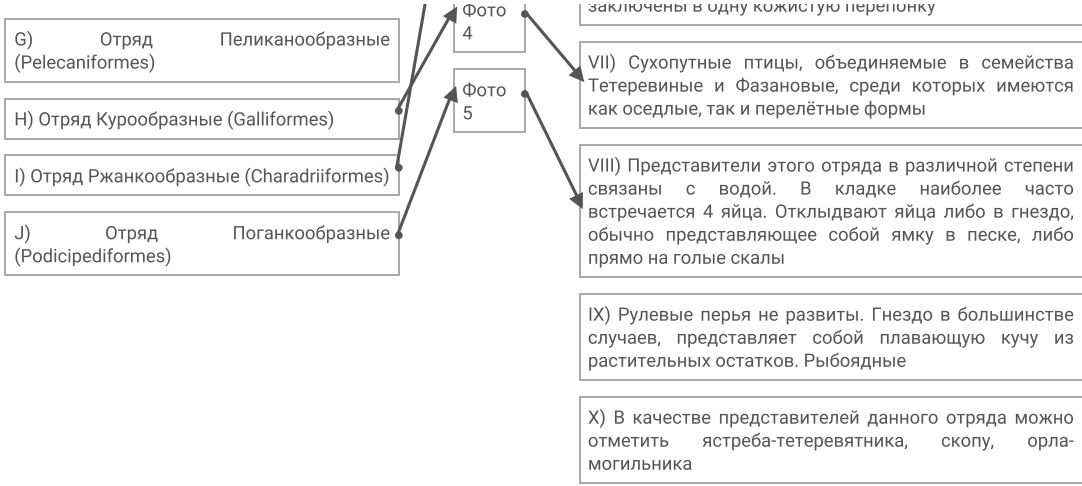 G) Отряд Пеликанообразные
(Pelecaniformes)
H) Отряд Курообразные (Galliformes)
I) Отряд Ржанкообразные (Charadriiformes)
J) Отряд Поганкообразные
(Podicipediformes)
Фото
4
Фото
5
заключены в одну кожистую перепонку
VII) Сухопутные птицы, объединяемые в семейства
Тетеревиные и Фазановые, среди которых имеются
как оседлые, так и перелётные формы
VIII) Представители этого отряда в различной степени
связаны с водой. В кладке наиболее часто
встречается 4 яйца. Отклыдвают яйца либо в гнездо,
обычно представляющее собой ямку в песке, либо
прямо на голые скалы
IX) Рулевые перья не развиты. Гнездо в большинстве
случаев, представляет собой плавающую кучу из
растительных остатков. Рыбоядные
X) В качестве представителей данного отряда можно
отметить ястреба-тетеревятника, скопу, орла-
могильника